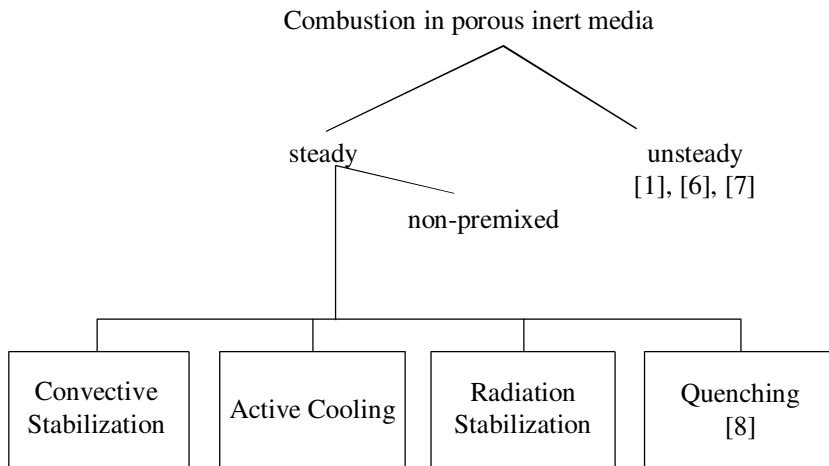 Combustion in porous inert media
steady
unsteady
[1], [6], [7]
non-premixed
Convective
Stabilization
Active Cooling
Radiation
Stabilization
Quenching
[8]